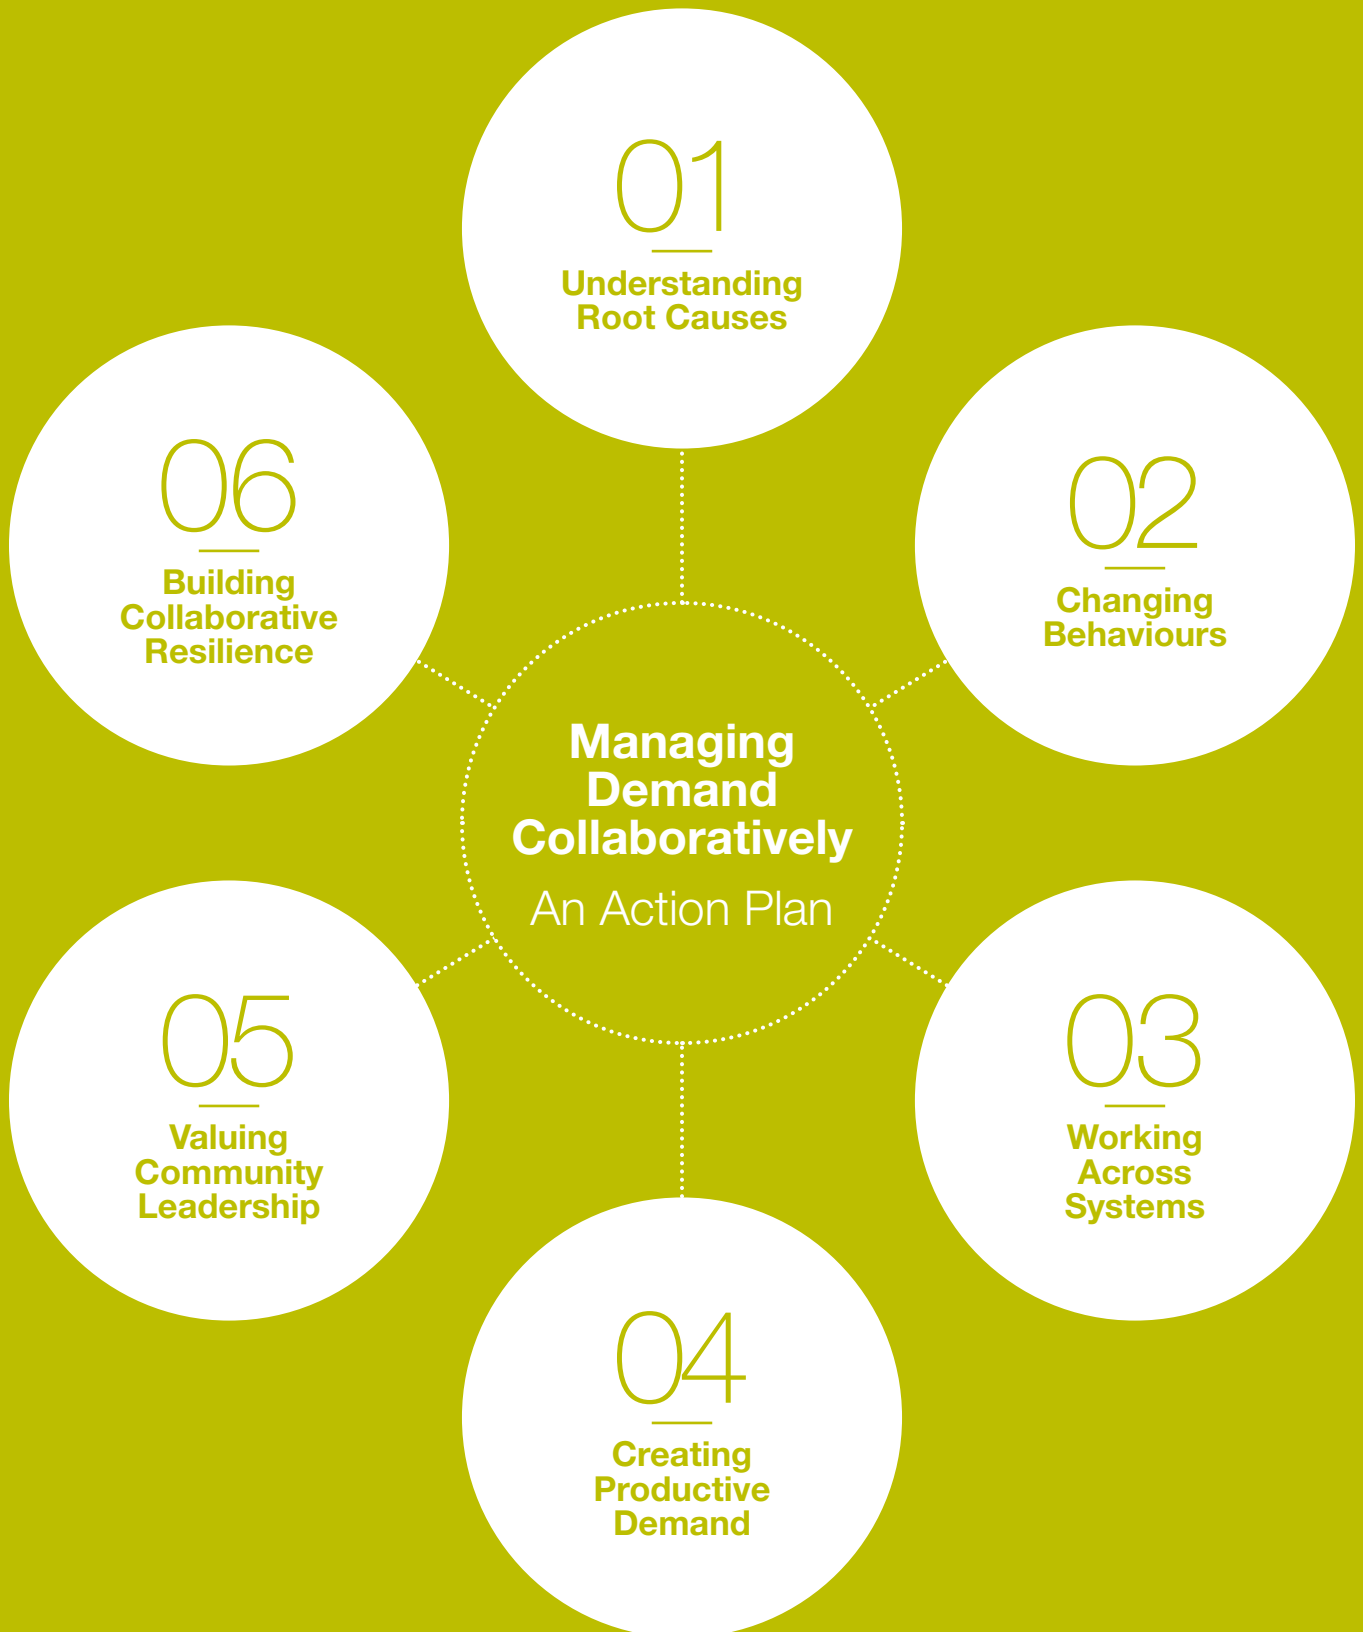 01
Understanding
Root Causes
02
Changing
Behaviours
03
Working
Across
Systems
04
Creating
Productive
Demand
05
Valuing
Community
Leadership
06
Building
Collaborative
Resilience
Managing
Demand
Collaboratively
An Action Plan